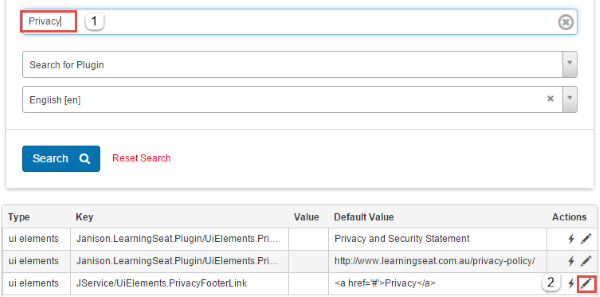 Privacy 1
Search for Plugin
English [en]
Search Reset Search
Type Key Value Default Value Actions
ui elements Janison.LearningSeat.Plugin/UiElements.Pri... Privacy and Security Statement
ui elements Janison.LearningSeat.Plugin/UiElements.Pri... http://www.learningseat.com.au/privacy-policy/
ui elements JService/UiElements.PrivacyFooterLink <a href='#'>Privacy</a> 2